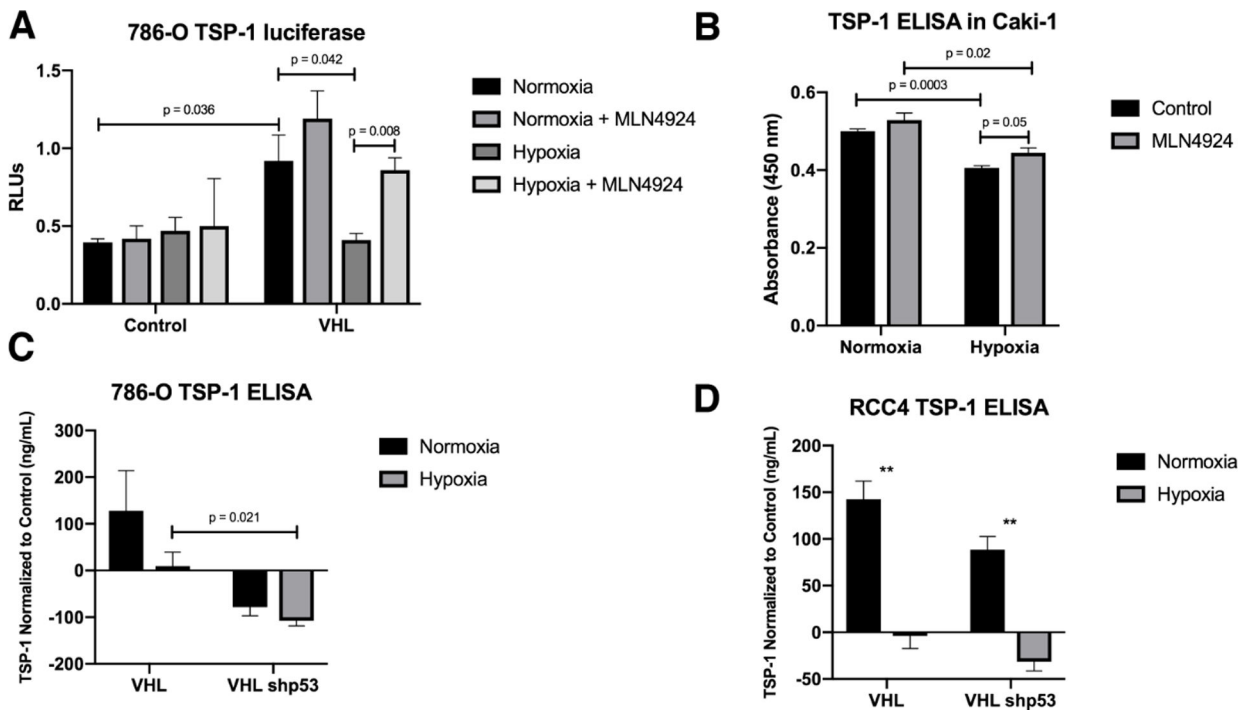 A
786-O TSP-1 luciferase
RLUs
1.5
1.0
0.5
0.0
p = 0.042
p = 0.036
p = 0.008
Control
VHL
Normoxia
Normoxia + MLN4924
Hypoxia
Hypoxia + MLN4924
B
TSP-1 ELISA in Caki-1
Absorbance (450 nm)
0.6
0.4
0.2
0.0
p = 0.02
p = 0.0003
p = 0.05
Normoxia
Hypoxia
Control
MLN4924
C
786-O TSP-1 ELISA
TSP-1 Normalized to Control (ng/mL)
300
200
100
0
-100
-200
p = 0.021
VHL
VHL shp53
Normoxia
Hypoxia
D
RCC4 TSP-1 ELISA
TSP-1 Normalized to Control (ng/mL)
200
150
100
50
0
-50
**
**
VHL
VHL shp53
Normoxia
Hypoxia